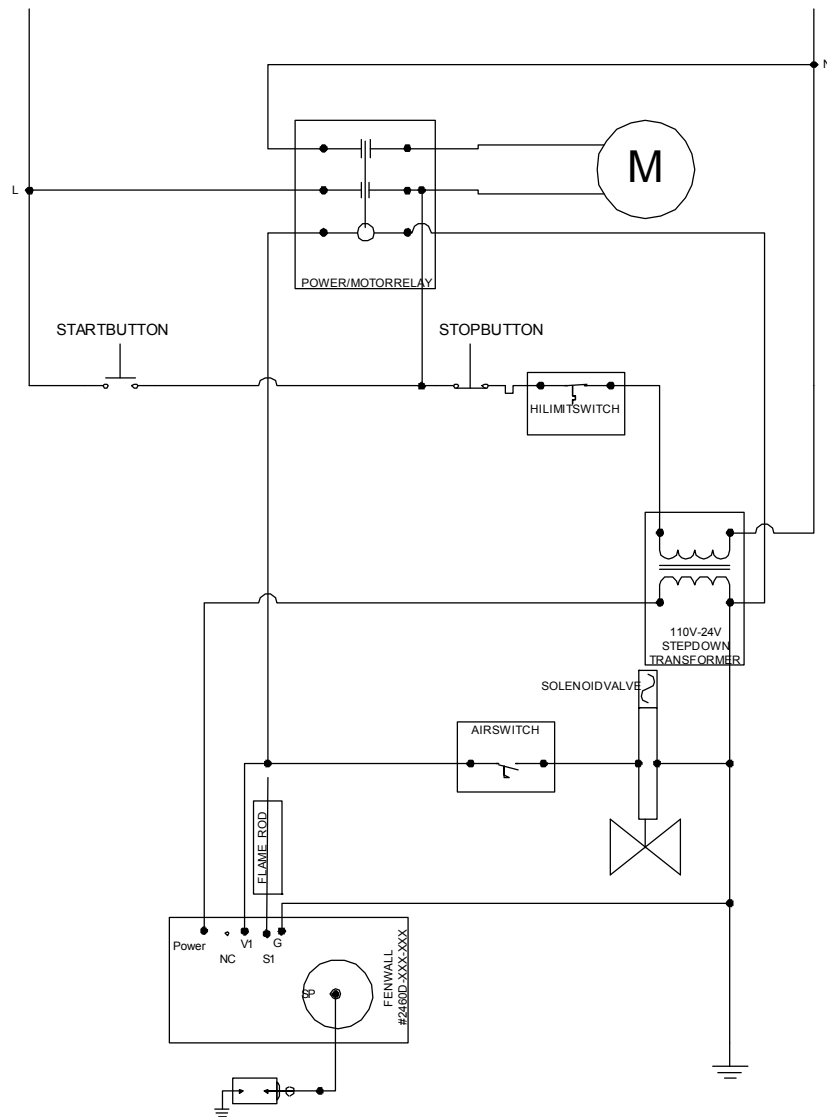 N
L
M
POWER/MOTORRELAY
STARTBUTTON
STOPBUTTON
HILIMITSWITCH
110V-24V
STEPDOWN
TRANSFORMER
SOLENOIDVALVE
AIRSWITCH
FLAME ROD
Power
NC
V1
S1
G
SP
FENWALL
#2460D-XXX-XXX